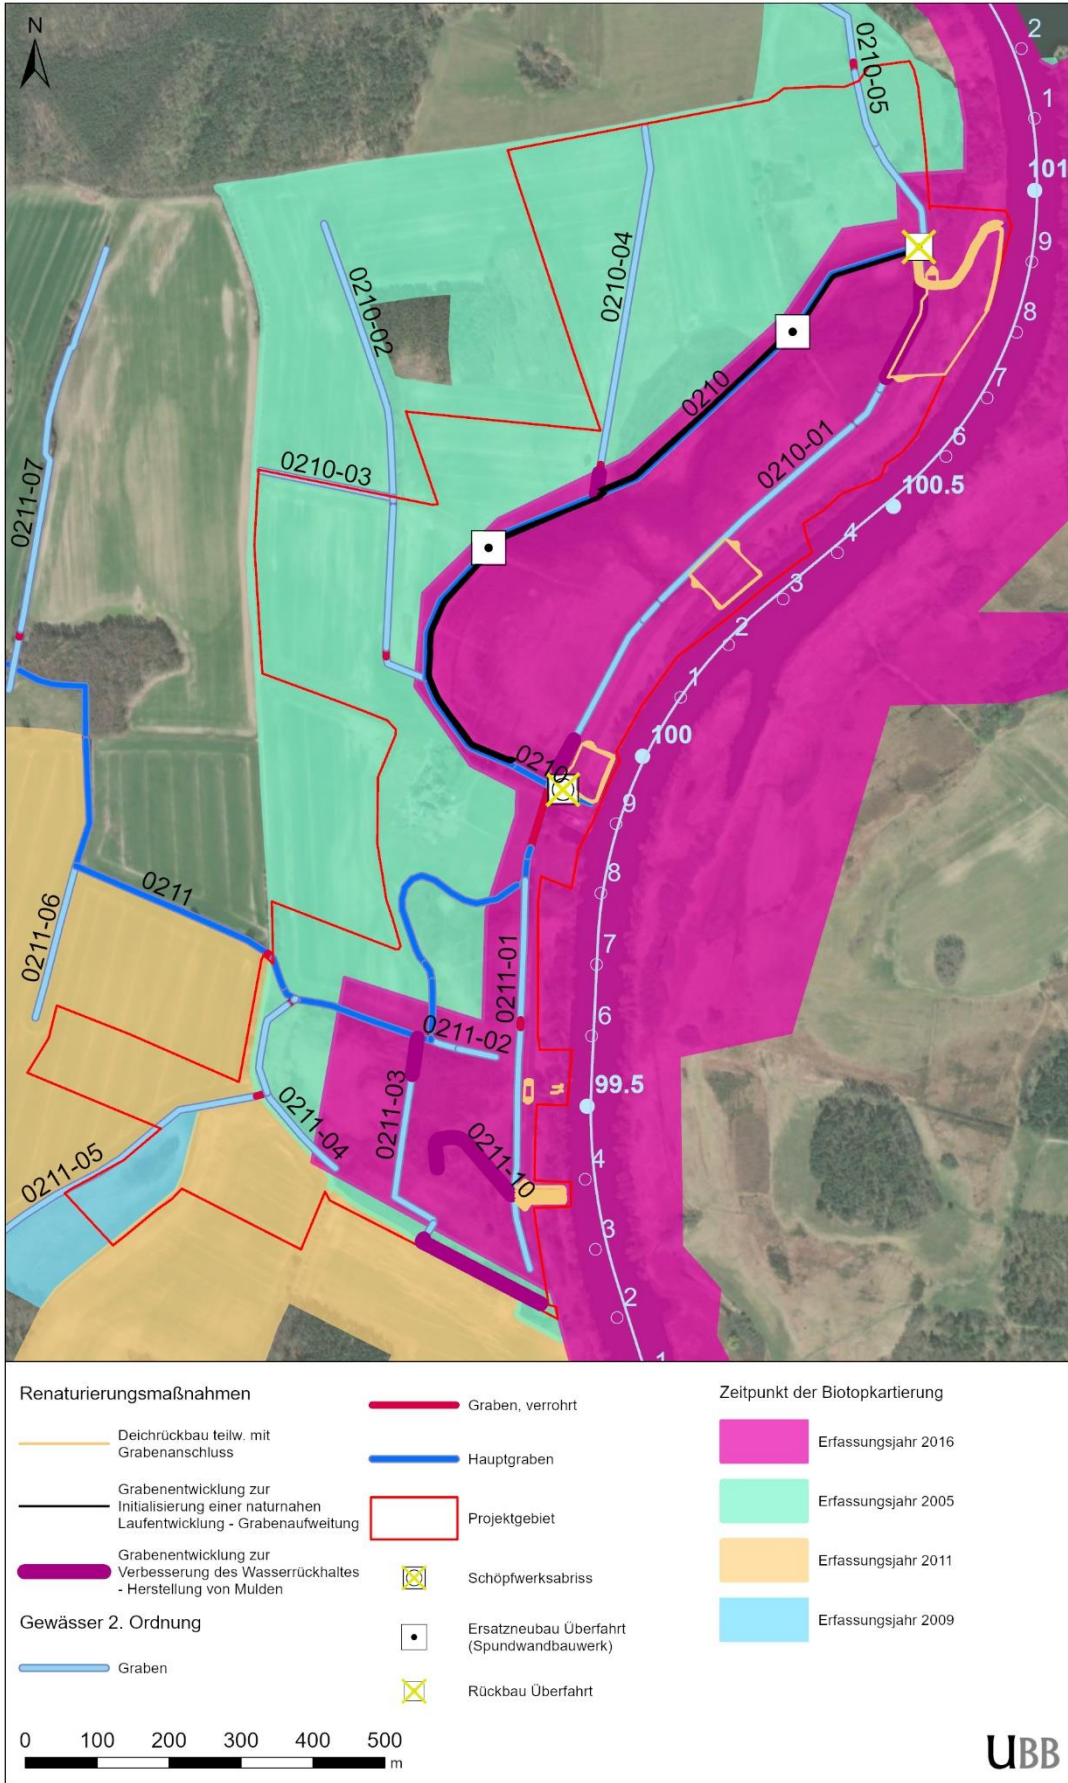 N
0210-05
2
1
101
9
8
7
6
100.5
4
3
2
1
100
9
8
7
6
99.5
4
3
2
1
0210-04
0210-02
0210
0210-01
0210-03
0211-07
0210
0211
0211-06
0211-01
0211-02
0211-03
0211-04
0211-10
0211-05
Renaturierungsmaßnahmen
Deichrückbau teilw. mit
Grabenanschluss
Grabenentwicklung zur
Initialisierung einer naturnahen
Laufentwicklung - Grabenaufweitung
Grabenentwicklung zur
Verbesserung des Wasserrückhaltes
- Herstellung von Mulden
Gewässer 2. Ordnung
Graben
Graben, verrohrt
Hauptgraben
Projektgebiet
Schöpfwerksabriss
Ersatzneubau Überfahrt
(Spundwandbauwerk)
Rückbau Überfahrt
Zeitpunkt der Biotopkartierung
Erfassungsjahr 2016
Erfassungsjahr 2005
Erfassungsjahr 2011
Erfassungsjahr 2009
0 100 200 300 400 500
m
UBB